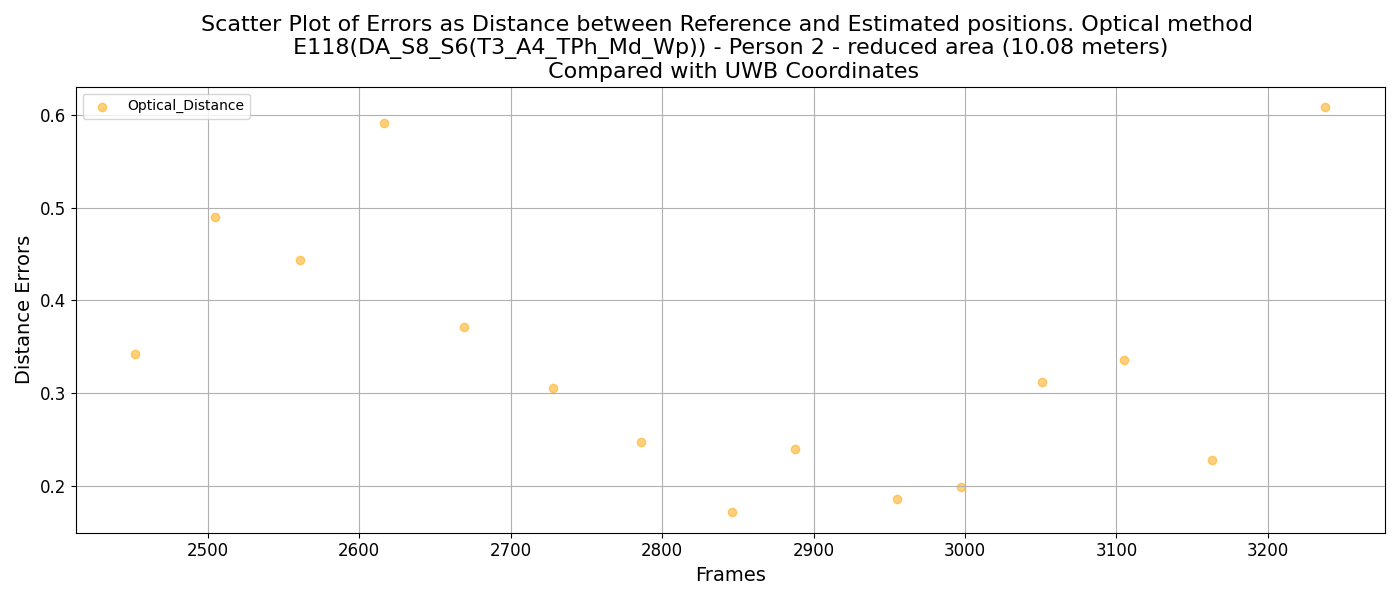 Scatter Plot of Errors as Distance between Reference and Estimated positions. Optical method
E118(DA_S8_S6(T3_A4_TPh_Md_Wp)) - Person 2 - reduced area (10.08 meters)
Compared with UWB Coordinates
Optical_Distance
Distance Errors
0.6
0.5
0.4
0.3
0.2
2500 2600 2700 2800 2900 3000 3100 3200
Frames